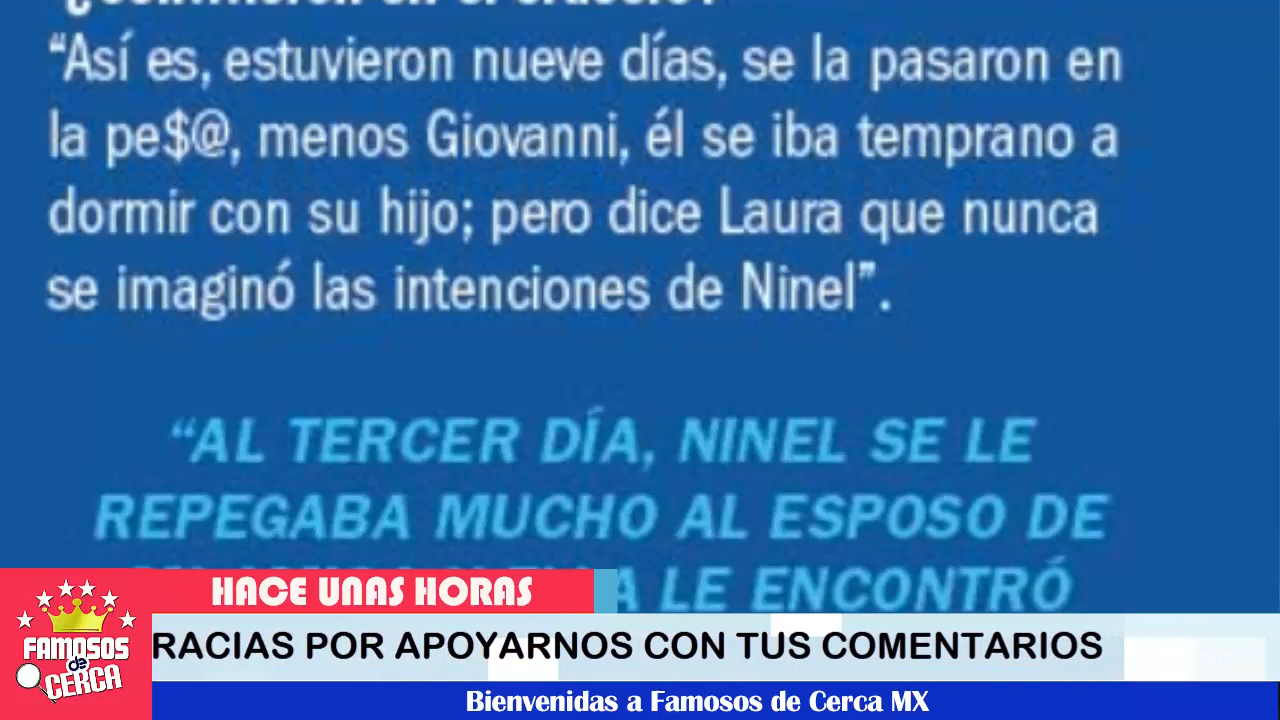 “Así es, estuvieron nueve días, se la pasaron en
la pe$@, menos Giovanni, él se iba temprano a
dormir con su hijo; pero dice Laura que nunca
se imaginó las intenciones de Ninel”.
“AL TERCER DÍA, NINEL SE LE
REPEGABA MUCHO AL ESPOSO DE
LE ENCONTRÓ
HACE UNAS HORAS
RACIAS POR APOYARNOS CON TUS COMENTARIOS
FAMOSOS
de
CERCA
Bienvenidas a Famosos de Cerca MX